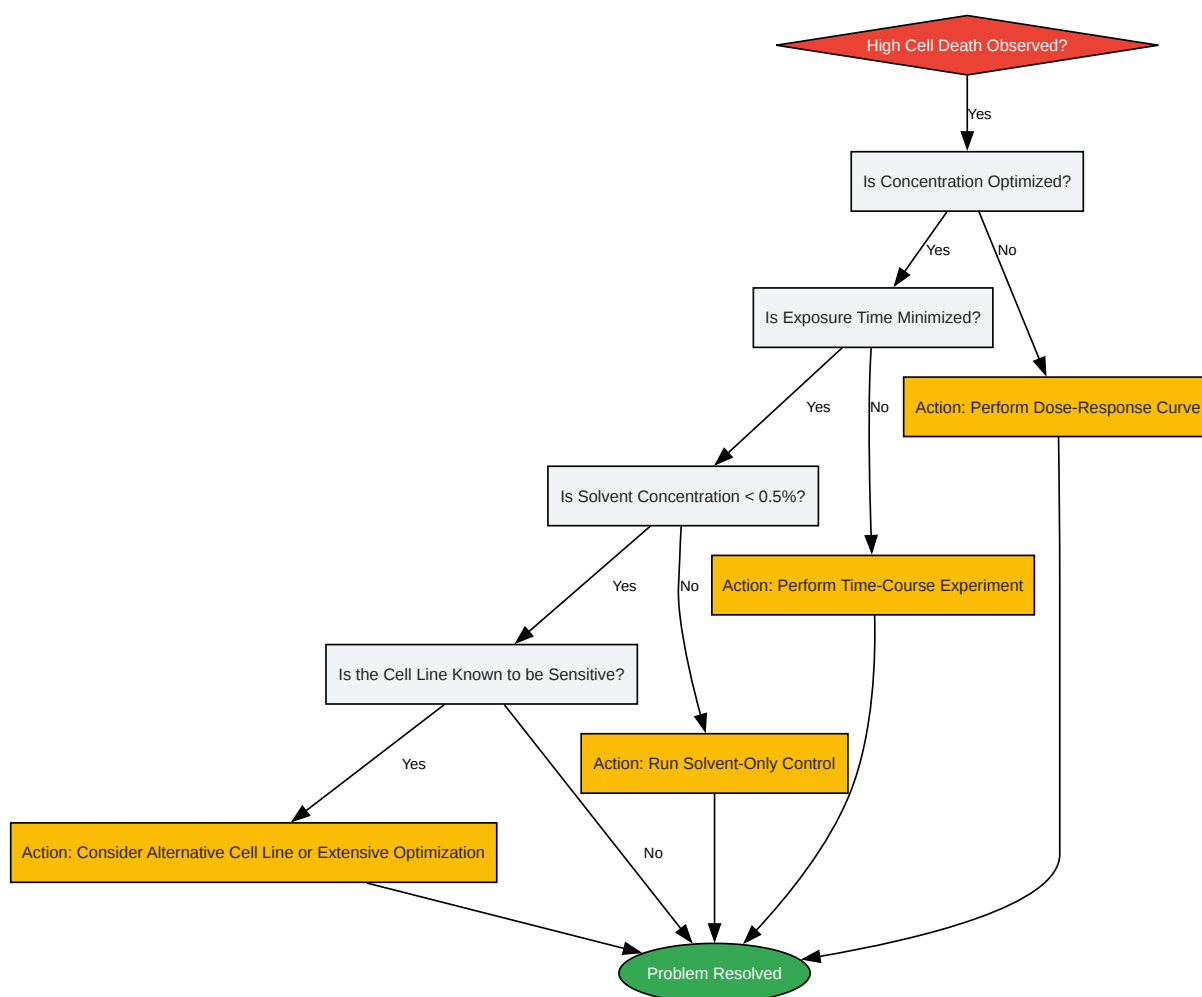 High Cell Death Observed?
Yes
Is Concentration Optimized?
Yes
No
Is Exposure Time Minimized?
Yes
No
Action: Perform Dose-Response Curve
Is Solvent Concentration < 0.5%?
Yes
No
Action: Perform Time-Course Experiment
Is the Cell Line Known to be Sensitive?
Yes
No
Action: Run Solvent-Only Control
Action: Consider Alternative Cell Line or Extensive Optimization
Problem Resolved